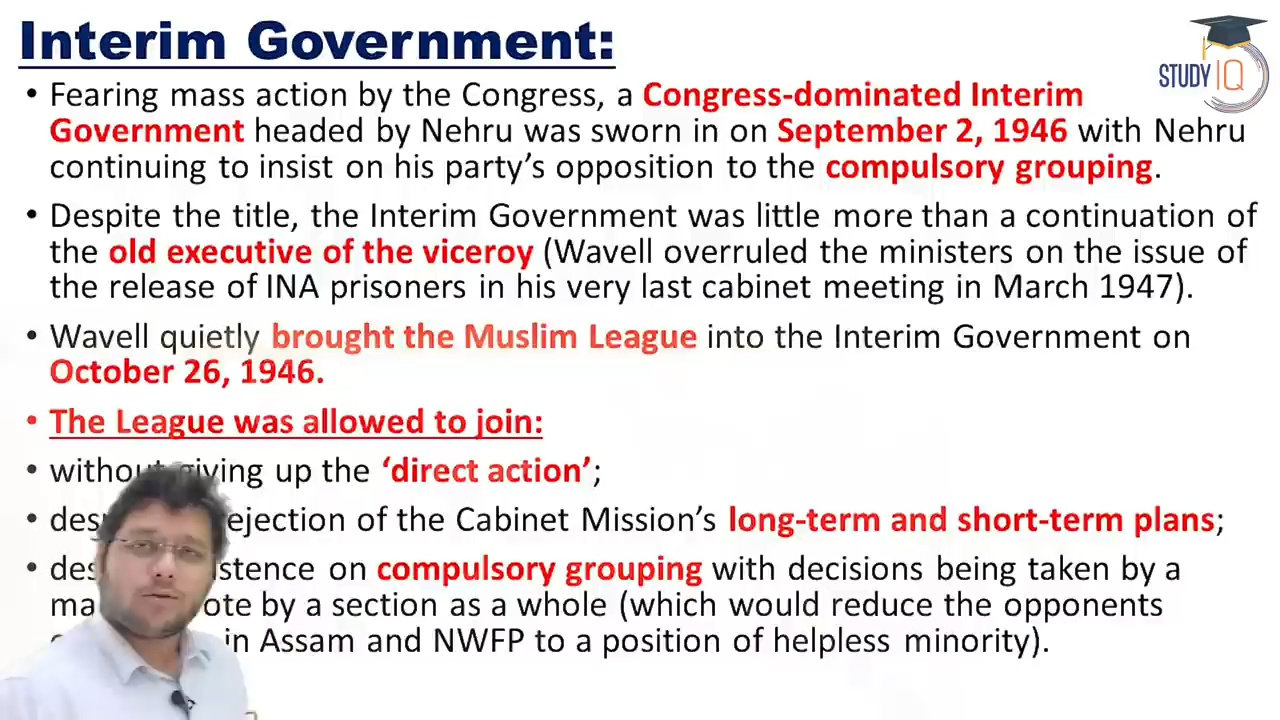 Interim Government:
STUDY IQ
• Fearing mass action by the Congress, a Congress-dominated Interim
Government headed by Nehru was sworn in on September 2, 1946 with Nehru
continuing to insist on his party’s opposition to the compulsory grouping.
• Despite the title, the Interim Government was little more than a continuation of
the old executive of the viceroy (Wavell overruled the ministers on the issue of
the release of INA prisoners in his very last cabinet meeting in March 1947).
• Wavell quietly brought the Muslim League into the Interim Government on
October 26, 1946.
• The League was allowed to join:
• without giving up the ‘direct action’;
• of the Cabinet Mission’s long-term and short-term plans;
• on compulsory grouping with decisions being taken by a
by a section as a whole (which would reduce the opponents
in Assam and NWFP to a position of helpless minority).